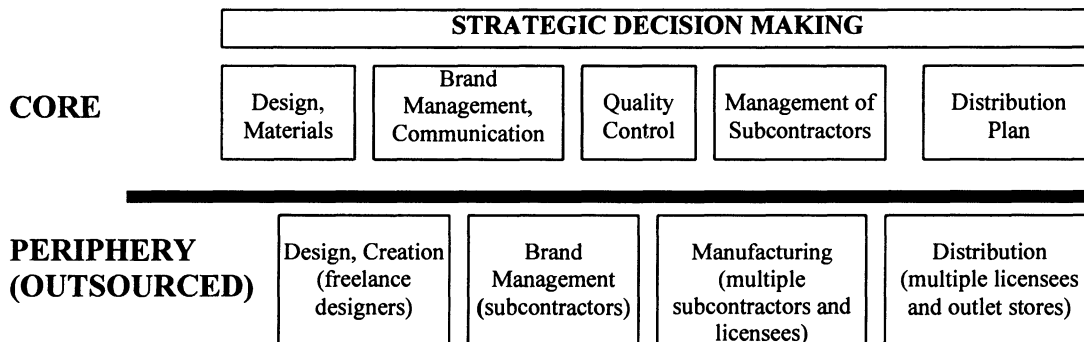 STRATEGIC DECISION MAKING
CORE
Design,
Materials
Brand
Management,
Communication
Quality
Control
Management of
Subcontractors
Distribution
Plan
PERIPHERY
(OUTSOURCED)
Design, Creation
(freelance
designers)
Brand
Management
(subcontractors)
Manufacturing
(multiple
subcontractors and
licensees)
Distribution
(multiple licensees
and outlet stores)